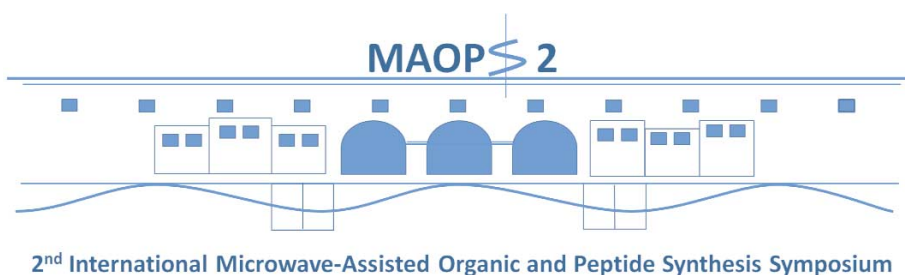 MAOPS 2
2nd International Microwave-Assisted Organic and Peptide Synthesis Symposium